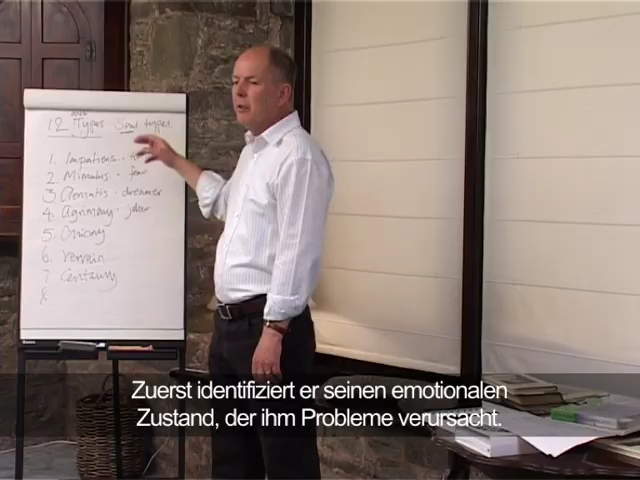 12 Types Soul types.
1. Impatiens
2. Mimulus - fear
3. Clematis - dreamer
4. Agrimony - joker
5. Chicory
6. Vervain
7 Centaury
8
Zuerst identifiziert er seinen emotionalen
Zustand, der ihm Probleme verursacht.